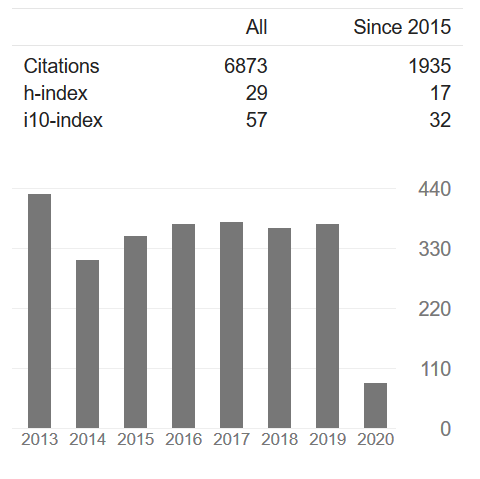 All Since 2015
Citations 6873 1935
h-index 29 17
i10-index 57 32
440
330
220
110
0
2013 2014 2015 2016 2017 2018 2019 2020